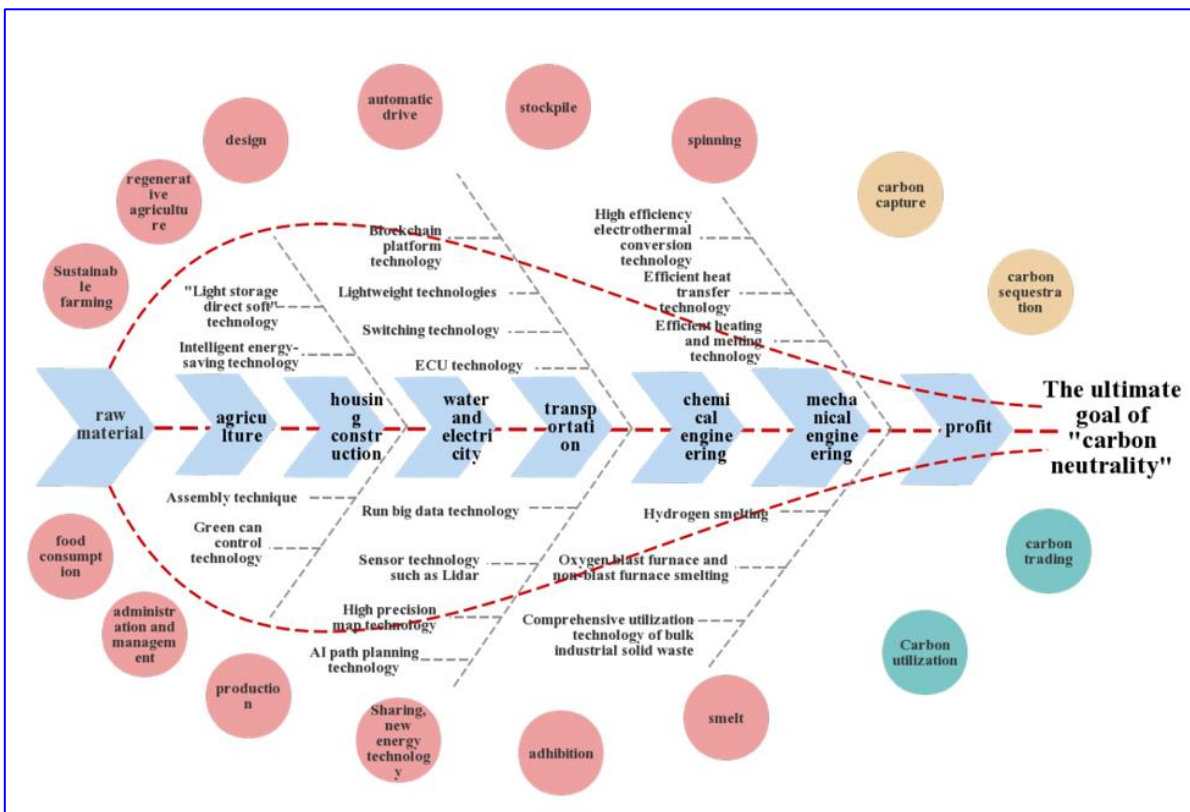 automatic
drive
stockpile
spinning
design
carbon
capture
regenerat
ive
agricultu
re
Sustainab
le
farming
carbon
sequestra
tion
High efficiency
electrothermal
conversion
technology
Blockchain
platform
technology
Efficient heat
transfer
technology
"Light storage
direct soft"
technology
Lightweight technologies
Switching technology
Efficient heating
and melting
technology
Intelligent energy-
saving technology
ECU technology
raw
material
agricu
lture
housin
g const
ruction
water
and electri
city
transp
ortati
on
chemi
cal engine
ering
mecha
nical engine
ering
profit
The ultimate
goal of
"carbon
neutrality"
Assembly technique
Green can
control
technology
Run big data technology
Sensor technology
such as Lidar
High precision
map technology
AI path planning
technology
Hydrogen smelting
Oxygen blast furnace and
non-blast furnace smelting
Comprehensive utilization
technology of bulk
industrial solid waste
food
consumpt
ion
administr
ation and
managem
ent
productio
n
Sharing,
new
energy
technolog
y
adhibition
smelt
carbon
trading
Carbon
utilization